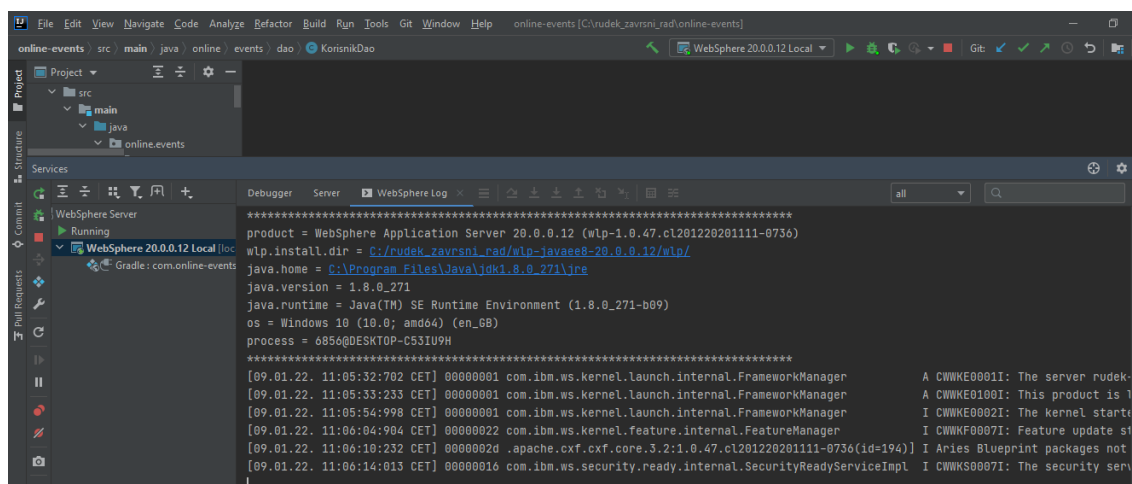 File Edit View Navigate Code Analyze Refactor Build Run Tools Git Window Help online-events [C:\rudek_zavrsni_rad\online-events]
online-events src main java online events dao KorisnikDao WebSphere 20.0.0.12 Local Git:
Project
Project
src
main
java
online.events
Structure
Services
Debugger Server WebSphere Log all
Commit
Pull Requests
WebSphere Server
Running
WebSphere 20.0.0.12 Local [loc
Gradle : com.online-events
*******************************************************************************
product = WebSphere Application Server 20.0.0.12 (wlp-1.0.47.cl201220201111-0736)
wlp.install.dir = C:/rudek_zavrsni_rad/wlp-javaee8-20.0.0.12/wlp/
java.home = C:\Program Files\Java\jdk1.8.0_271\jre
java.version = 1.8.0_271
java.runtime = Java(TM) SE Runtime Environment (1.8.0_271-b09)
os = Windows 10 (10.0; amd64) (en_GB)
process = 6856@DESKTOP-C53IU9H
*******************************************************************************
[09.01.22. 11:05:32:702 CET] 00000001 com.ibm.ws.kernel.launch.internal.FrameworkManager A CWWKE0001I: The server rudek-
[09.01.22. 11:05:33:233 CET] 00000001 com.ibm.ws.kernel.launch.internal.FrameworkManager A CWWKE0100I: This product is l
[09.01.22. 11:05:54:998 CET] 00000001 com.ibm.ws.kernel.launch.internal.FrameworkManager I CWWKE0002I: The kernel starte
[09.01.22. 11:06:04:904 CET] 00000022 com.ibm.ws.kernel.feature.internal.FeatureManager I CWWKF0007I: Feature update st
[09.01.22. 11:06:10:232 CET] 0000002d .apache.cxf.cxf.core.3.2:1.0.47.cl201220201111-0736(id=194)] I Aries Blueprint packages not
[09.01.22. 11:06:14:013 CET] 00000016 com.ibm.ws.security.ready.internal.SecurityReadyServiceImpl I CWWKS0007I: The security serv